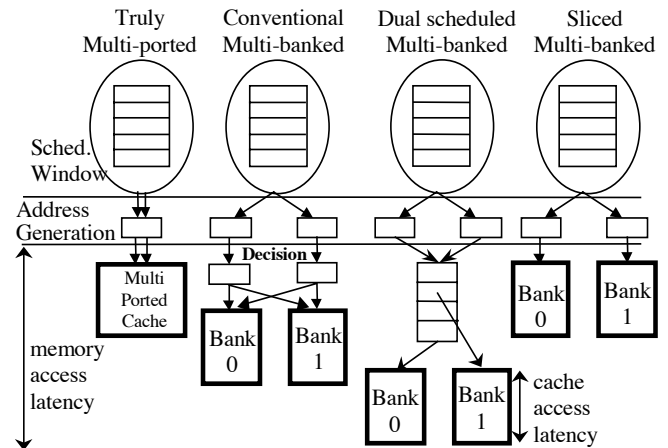 Truly
Multi-ported
Conventional
Multi-banked
Dual scheduled
Multi-banked
Sliced
Multi-banked
Sched.
Window
Address
Generation
Decision
Multi
Ported
Cache
Bank
0
Bank
1
Bank
0
Bank
1
Bank
0
Bank
1
memory
access
latency
cache
access
latency